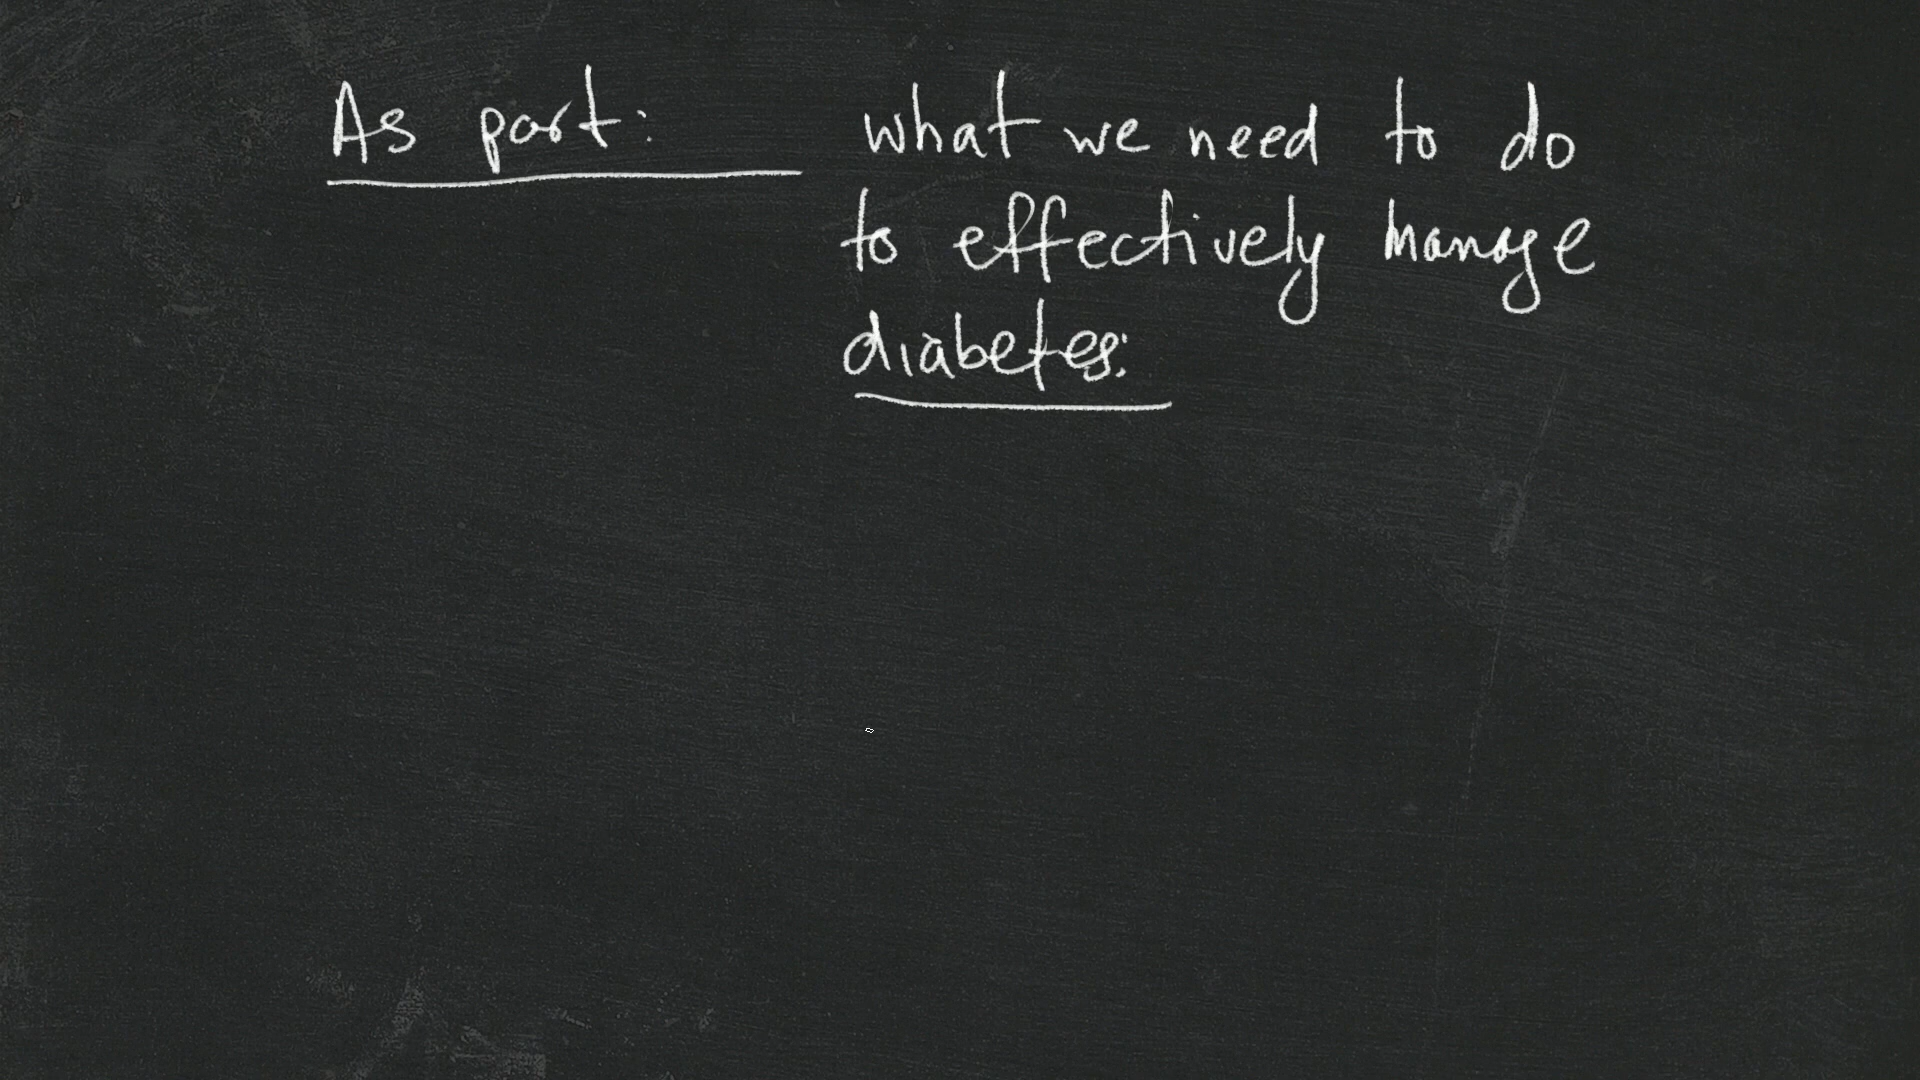 As part:
what we need to do
to effectively manage
diabetes: